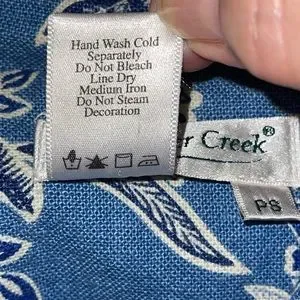 Hand Wash Cold
Separately
Do Not Bleach
Line Dry
Medium Iron
Do Not Steam
Decoration
Creek®
PS